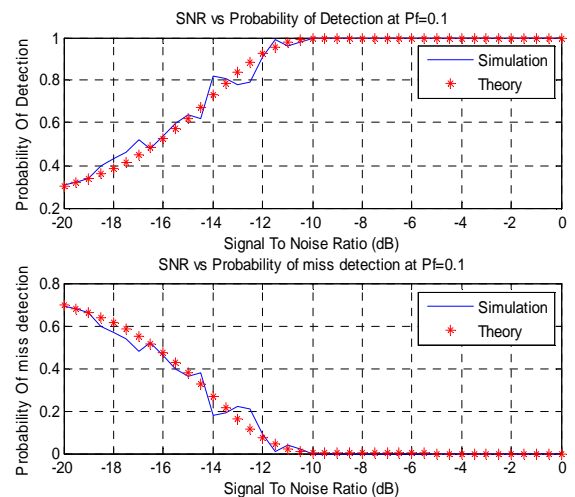 SNR vs Probability of Detection at Pf=0.1
Probability Of Detection
1
0.8
0.6
0.4
0.2
Simulation
Theory
-20 -18 -16 -14 -12 -10 -8 -6 -4 -2 0
Signal To Noise Ratio (dB)
SNR vs Probability of miss detection at Pf=0.1
Probability Of miss detection
0.8
0.6
0.4
0.2
0
Simulation
Theory
-20 -18 -16 -14 -12 -10 -8 -6 -4 -2 0
Signal To Noise Ratio (dB)